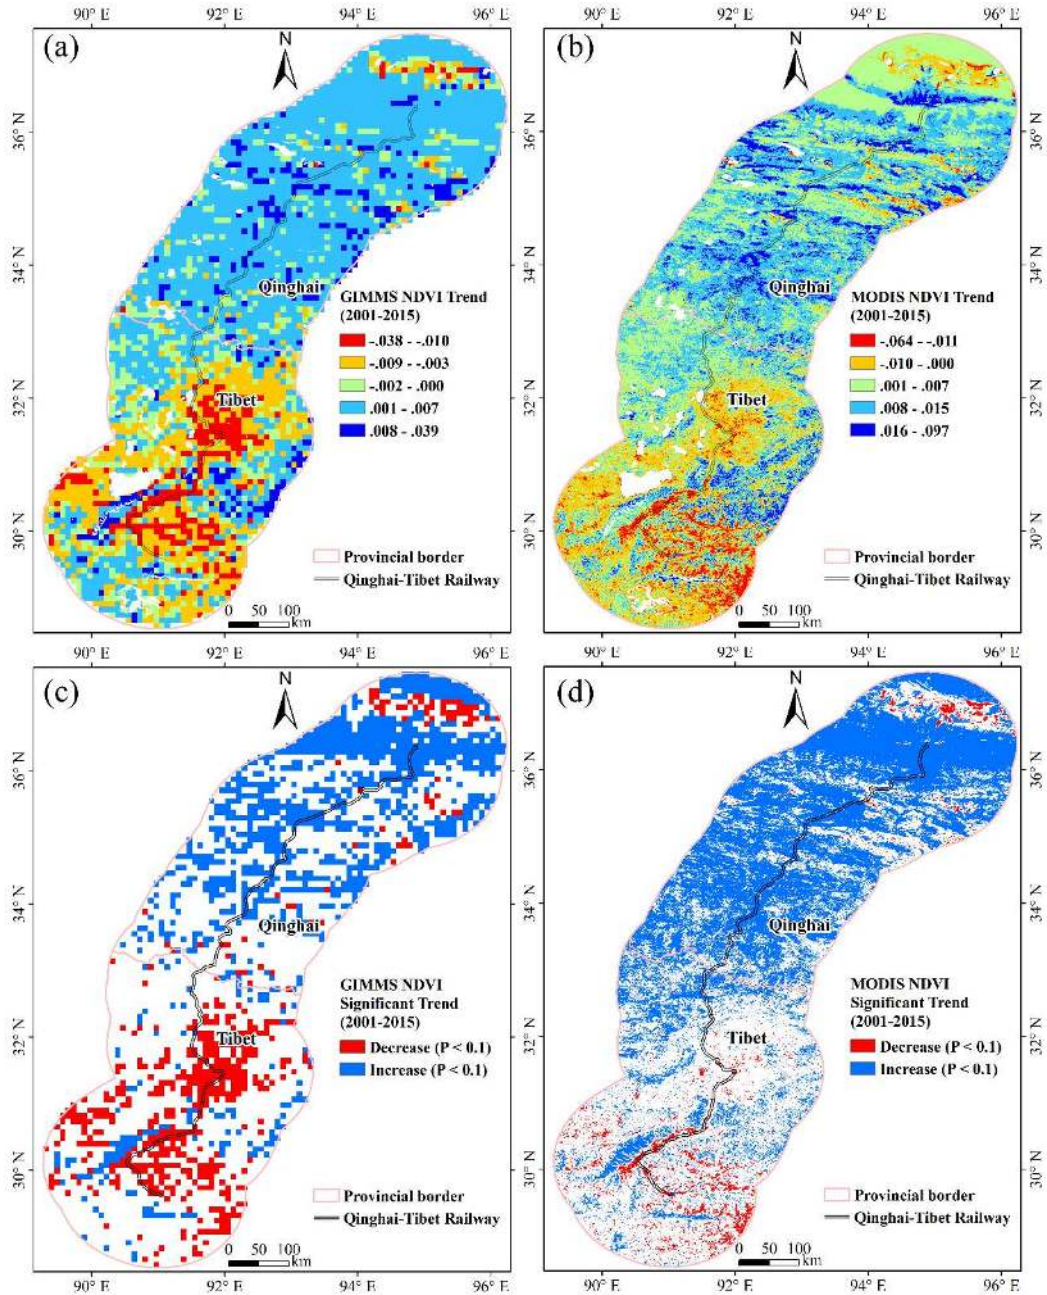 90° E 92° E 94° E 96° E 90° E 92° E 94° E 96° E
(a)
N
36° N
34° N
32° N
30° N
Qinghai
Tibet
GIMMS NDVI Trend
(2001-2015)
-.038 - -.010
-.009 - -.003
-.002 - .000
.001 - .007
.008 - .039
Provincial border
Qinghai-Tibet Railway
0 50 100
km
(b)
N
36° N
34° N
32° N
30° N
Qinghai
Tibet
MODIS NDVI Trend
(2001-2015)
-.064 - -.011
-.010 - .000
.001 - .007
.008 - .015
.016 - .097
Provincial border
Qinghai-Tibet Railway
0 50 100
km
90° E 92° E 94° E 96° E 90° E 92° E 94° E 96° E
(c)
N
36° N
34° N
32° N
30° N
Qinghai
Tibet
GIMMS NDVI
Significant Trend
(2001-2015)
Decrease (P < 0.1)
Increase (P < 0.1)
Provincial border
Qinghai-Tibet Railway
0 50 100
km
(d)
N
36° N
34° N
32° N
30° N
Qinghai
Tibet
MODIS NDVI
Significant Trend
(2001-2015)
Decrease (P < 0.1)
Increase (P < 0.1)
Provincial border
Qinghai-Tibet Railway
0 50 100
km
90° E 92° E 94° E 96° E 90° E 92° E 94° E 96° E